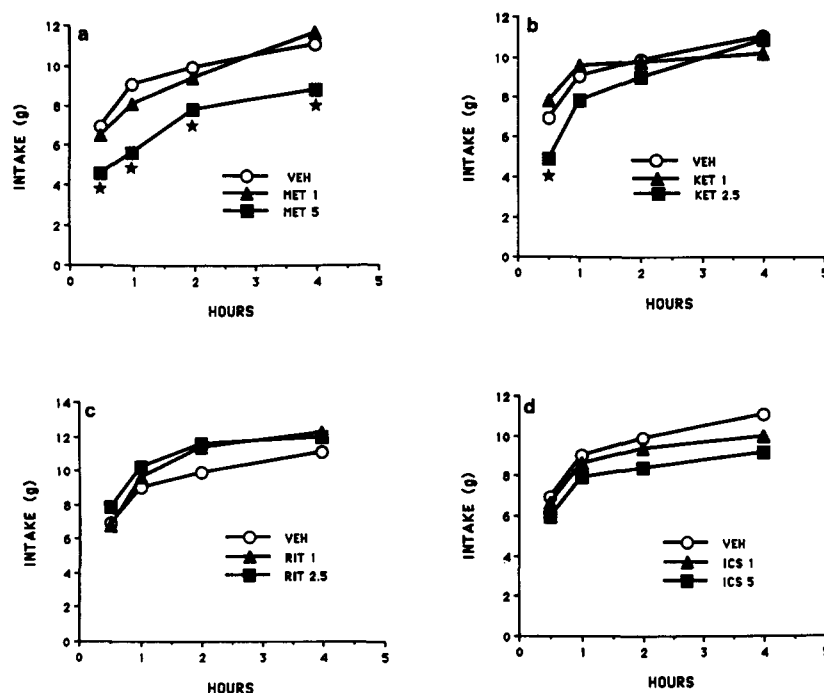 a
INTAKE (g)
12
10
8
6
4
2
0
0 1 2 3 4 5
HOURS
VEH
MET 1
MET 5
b
INTAKE (g)
12
10
8
6
4
2
0
0 1 2 3 4 5
HOURS
VEH
KET 1
KET 2.5
c
INTAKE (g)
14
12
10
8
6
4
2
0
0 1 2 3 4 5
HOURS
VEH
RIT 1
RIT 2.5
d
INTAKE (g)
12
10
8
6
4
2
0
0 1 2 3 4 5
HOURS
VEH
ICS 1
ICS 5